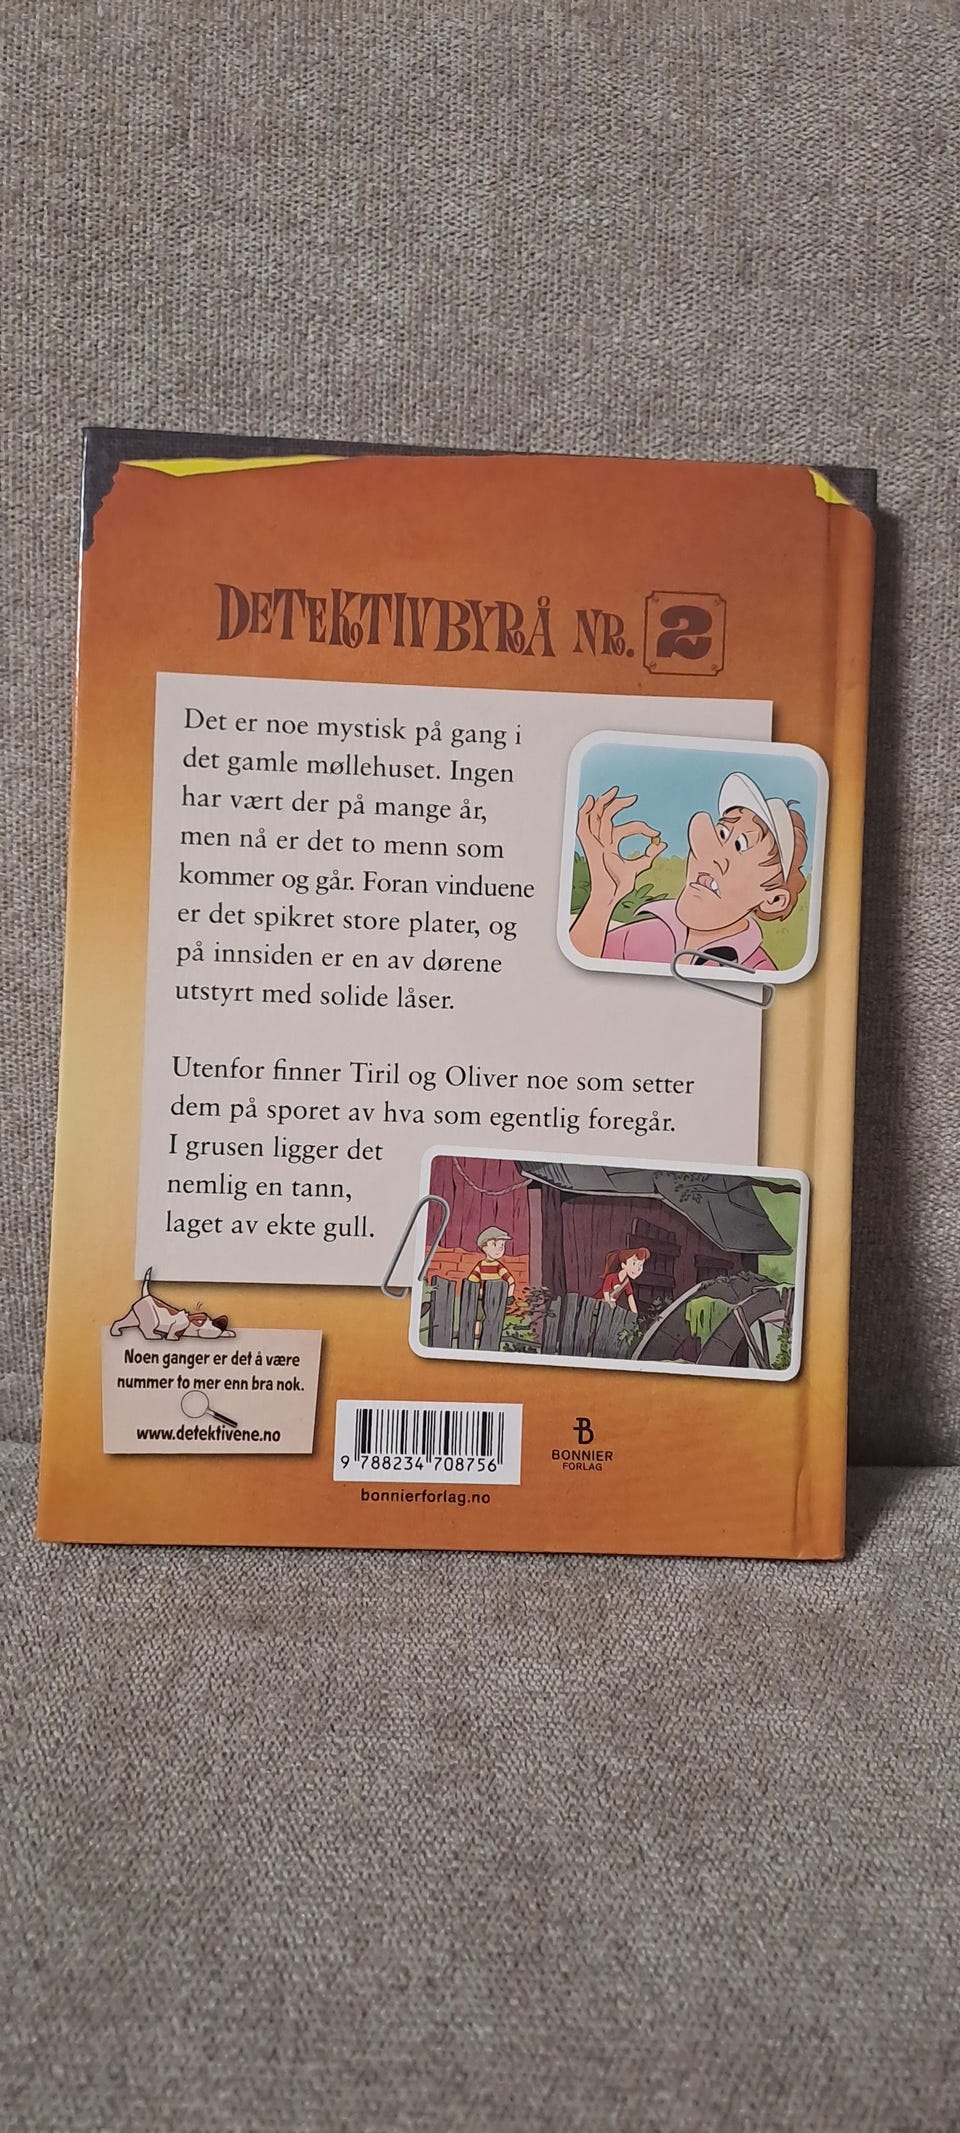 DETEKTIVBYRÅ NR. 2
Det er noe mystisk på gang i
det gamle møllehuset. Ingen
har vært der på mange år,
men nå er det to menn som
kommer og går. Foran vinduene
er det spikret store plater, og
på innsiden er en av dørene
utstyrt med solide låser.
Utenfor finner Tiril og Oliver noe som setter
dem på sporet av hva som egentlig foregår.
I grusen ligger det
nemlig en tann,
laget av ekte gull.
Noen ganger er det å være
nummer to mer enn bra nok.
www.detektivene.no
9 788234 708756
bonnierforlag.no
B
BONNIER
FORLAG